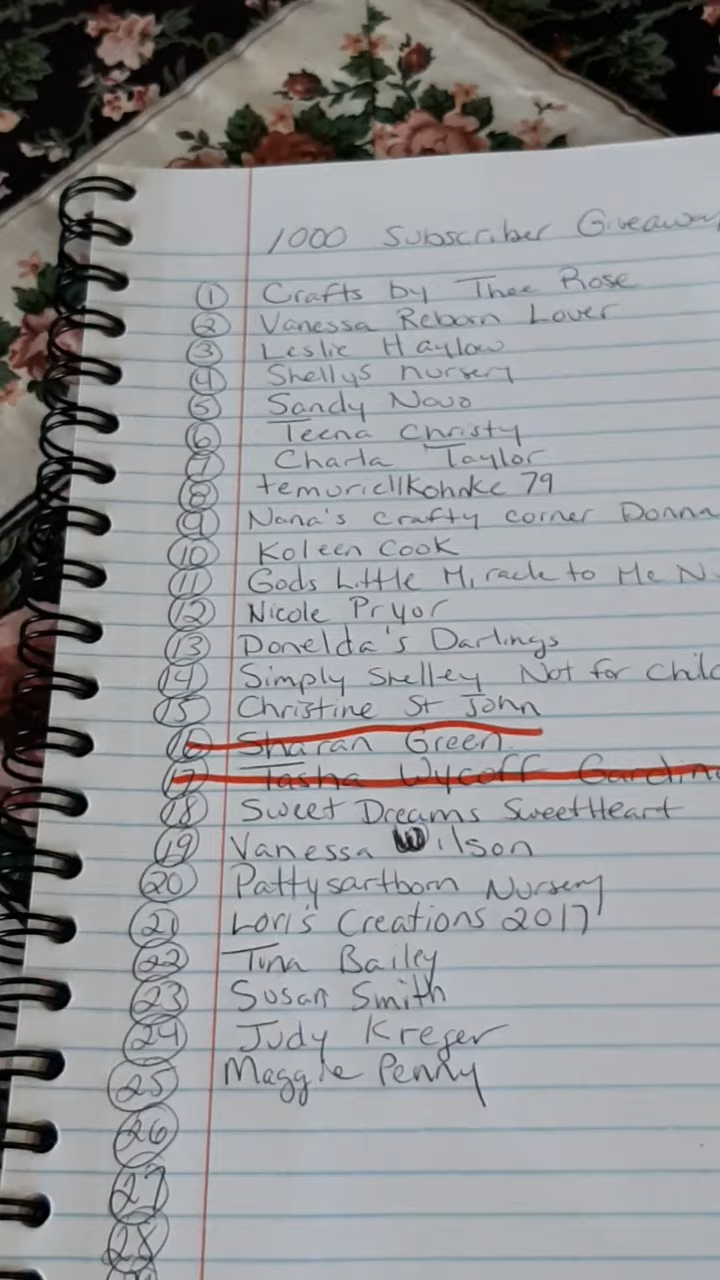 1000 Subscriber Giveaway
1 Crafts by Thee Rose
2 Vanessa Reborn Lover
3 Leslie Haylow
4 Shellys nursery
5 Sandy Novo
6 Teena Christy
7 Charla Taylor
8 temuriellkohnke 79
9 Nana's crafty corner Donna
10 Koleen Cook
11 Gods Little Miracle to Me
12 Nicole Pryor
13 Donelda's Darlings
14 Simply Shelley Not for
15 Christine St John
16 Sharan Green
17 Tasha Wycoff
18 Sweet Dreams SweetHeart
19 Vanessa Wilson
20 Pattysartborn Nursery
21 Lori's Creations 2017
22 Tina Bailey
23 Susan Smith
24 Judy Kreger
25 Maggie Penny
26
27
28